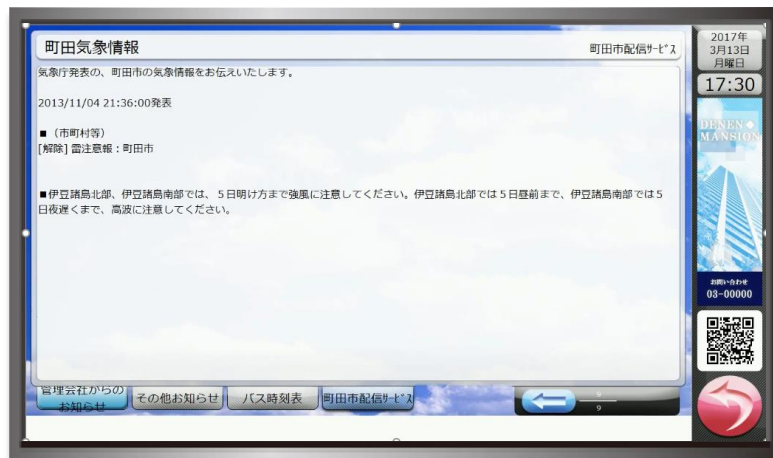 町田気象情報
町田市配信ｻｰﾋﾞｽ
気象庁発表の、町田市の気象情報をお伝えいたします。
2013/11/04 21:36:00発表
■（市町村等）
[解除] 雷注意報：町田市
■伊豆諸島北部、伊豆諸島南部では、５日明け方まで強風に注意してください。伊豆諸島北部では５日昼前まで、伊豆諸島南部では５
日夜遅くまで、高波に注意してください。
管理会社からの
お知らせ
その他お知らせ
バス時刻表
町田市配信ｻｰﾋﾞｽ
9
9
2017年
3月13日
月曜日
17:30
DENEN◆
MANSION
お問い合わせ
03-00000